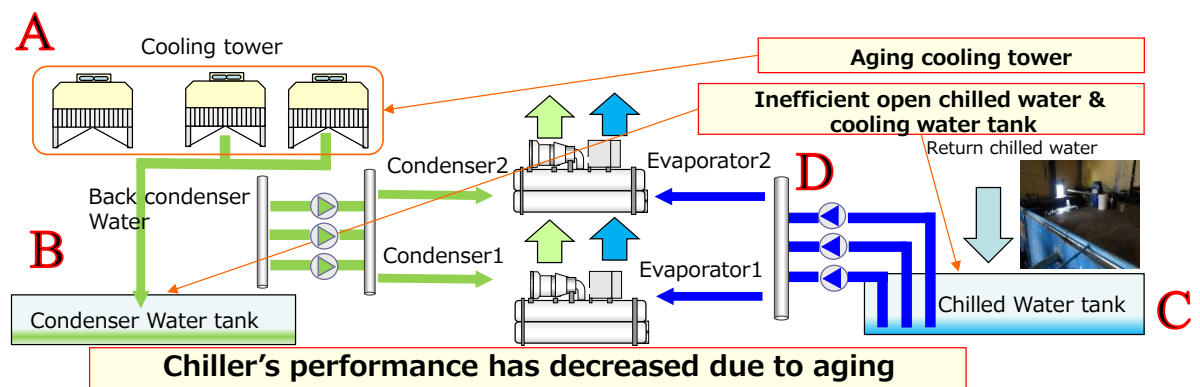 A
Cooling tower
Aging cooling tower
Inefficient open chilled water &
cooling water tank
Return chilled water
Condenser2
Evaporator2
D
Back condenser
Water
B
Condenser1
Evaporator1
Condenser Water tank
Chilled Water tank
C
Chiller’s performance has decreased due to aging